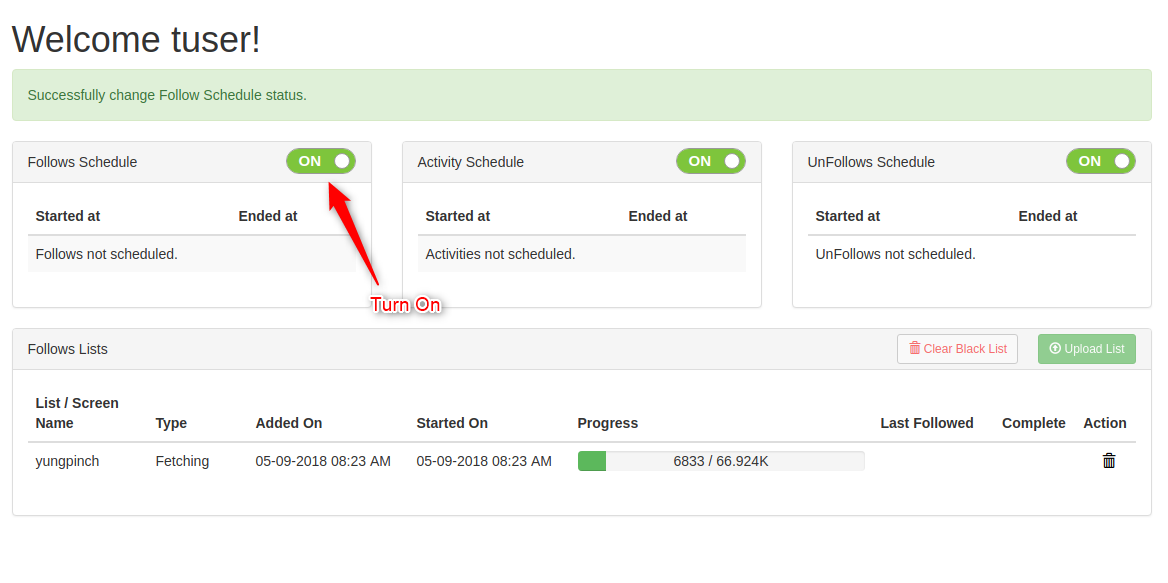 Welcome tuser!
Successfully change Follow Schedule status.
Follows Schedule ON
Activity Schedule ON
UnFollows Schedule ON
Started at Ended at
Follows not scheduled.
Started at Ended at
Activities not scheduled.
Started at Ended at
UnFollows not scheduled.
Turn On
Follows Lists Clear Black List Upload List
List / Screen
Name Type Added On Started On Progress Last Followed Complete Action
yungpinch Fetching 05-09-2018 08:23 AM 05-09-2018 08:23 AM 6833 / 66.924K